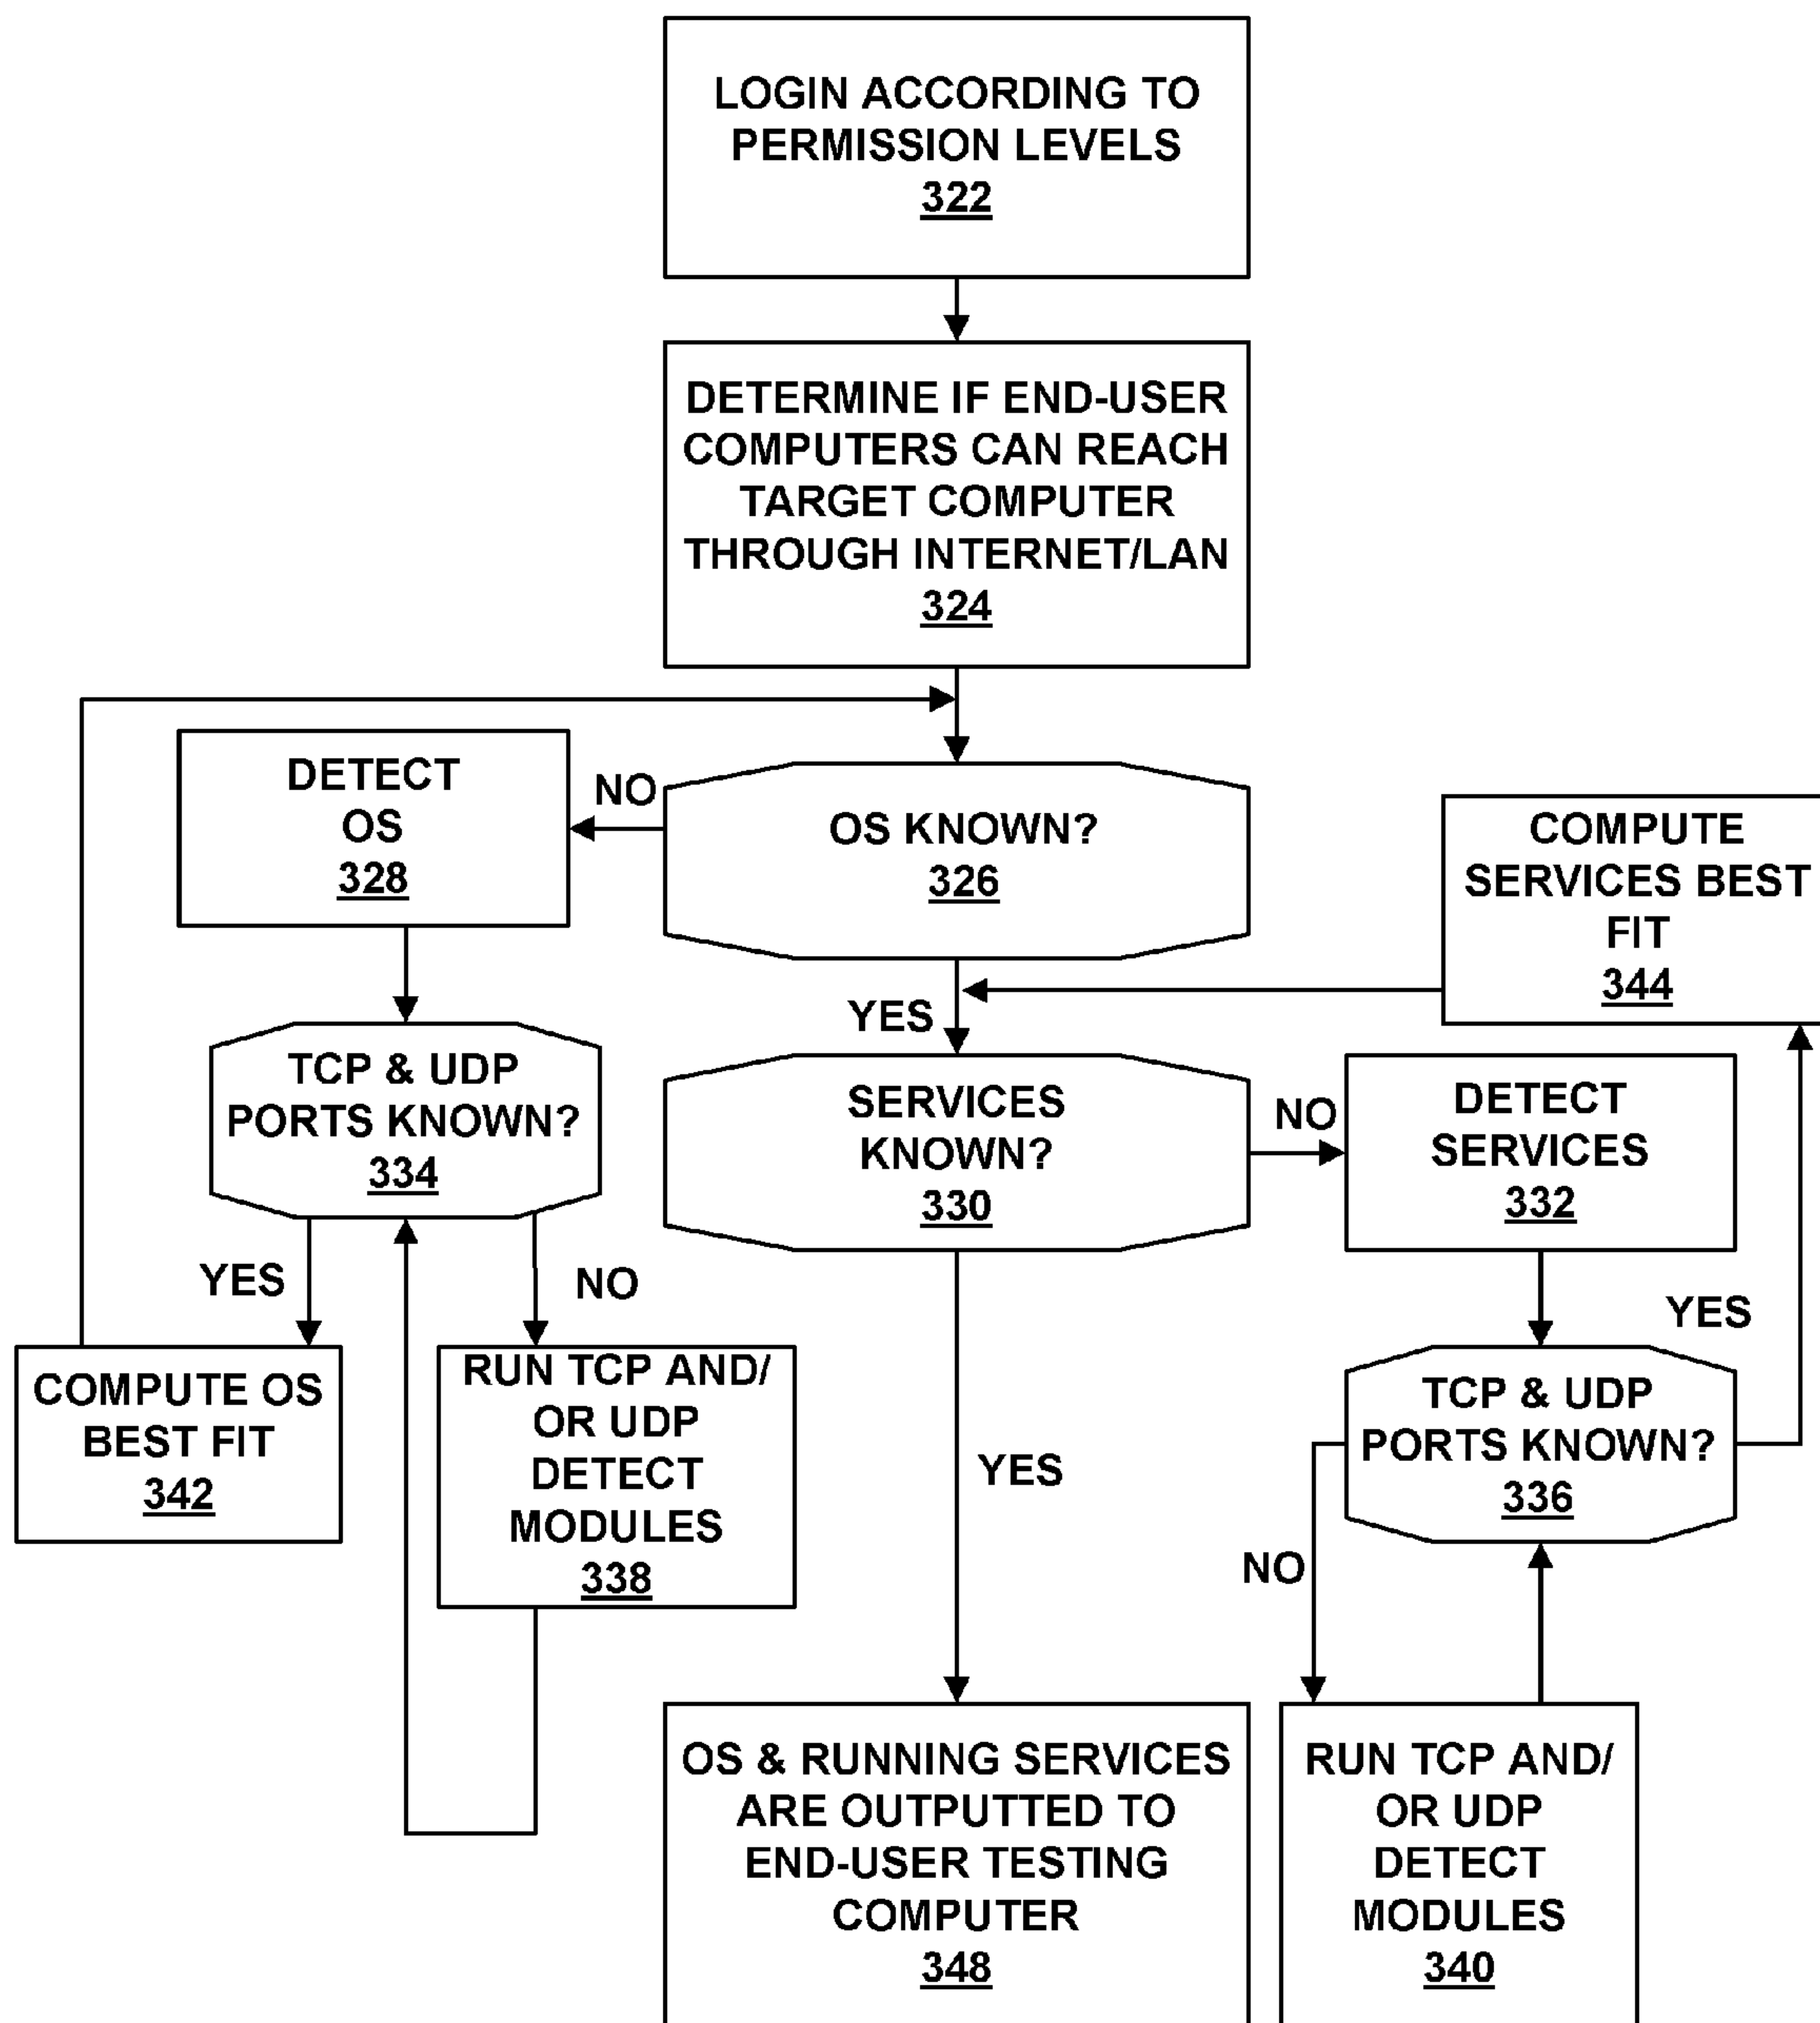 LOGIN ACCORDING TO
PERMISSION LEVELS
322
DETERMINE IF END-USER
COMPUTERS CAN REACH
TARGET COMPUTER
THROUGH INTERNET/LAN
324
DETECT
OS
328
NO
OS KNOWN?
326
COMPUTE
SERVICES BEST
FIT
344
YES
TCP & UDP
PORTS KNOWN?
334
SERVICES
KNOWN?
330
NO
DETECT
SERVICES
332
YES
NO
YES
COMPUTE OS
BEST FIT
342
RUN TCP AND/
OR UDP
DETECT
MODULES
338
YES
TCP & UDP
PORTS KNOWN?
336
NO
OS & RUNNING SERVICES
ARE OUTPUTTED TO
END-USER TESTING
COMPUTER
348
RUN TCP AND/
OR UDP
DETECT
MODULES
340